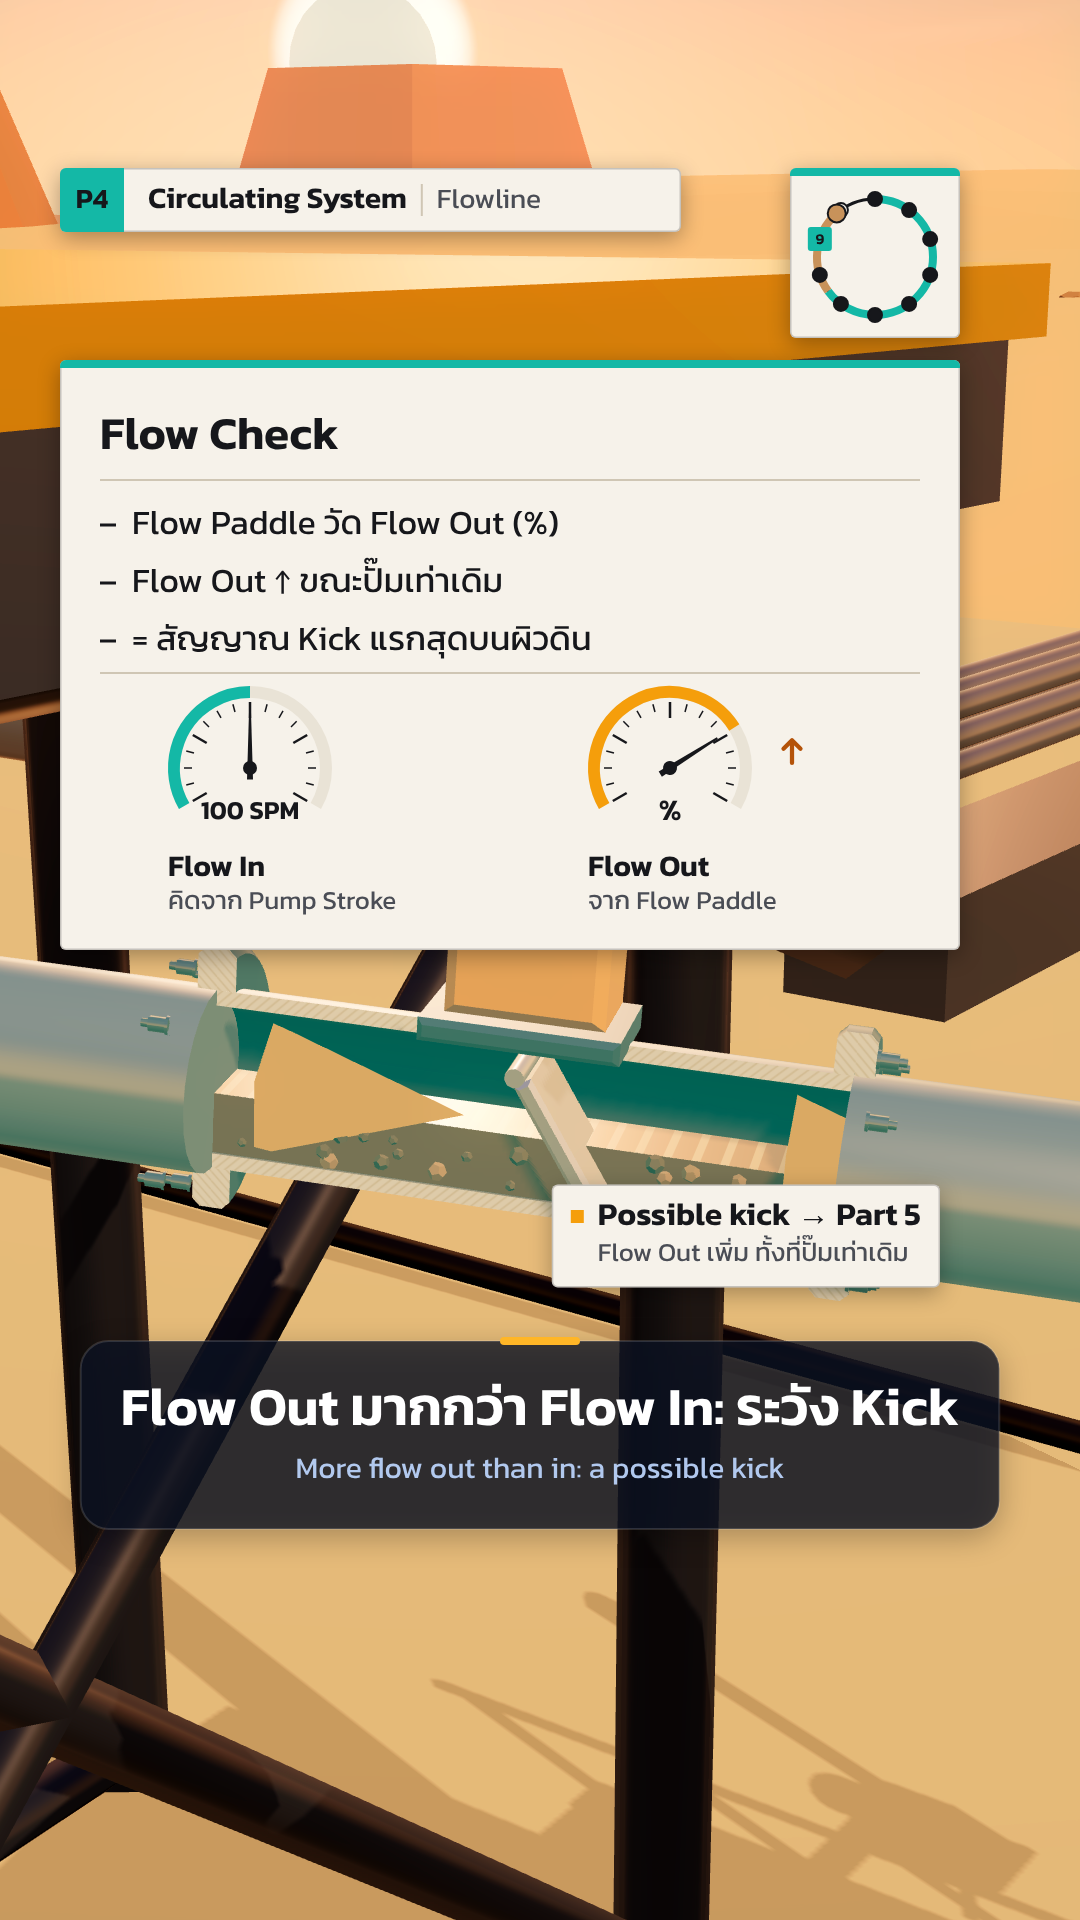 P4 Circulating System | Flowline
9
Flow Check
– Flow Paddle วัด Flow Out (%)
– Flow Out ↑ ขณะปั๊มเท่าเดิม
– = สัญญาณ Kick แรกสุดบนผิวดิน
100 SPM
%
Flow In
คิดจาก Pump Stroke
Flow Out
จาก Flow Paddle
Possible kick → Part 5
Flow Out เพิ่ม ทั้งที่ปั๊มเท่าเดิม
Flow Out มากกว่า Flow In: ระวัง Kick
More flow out than in: a possible kick